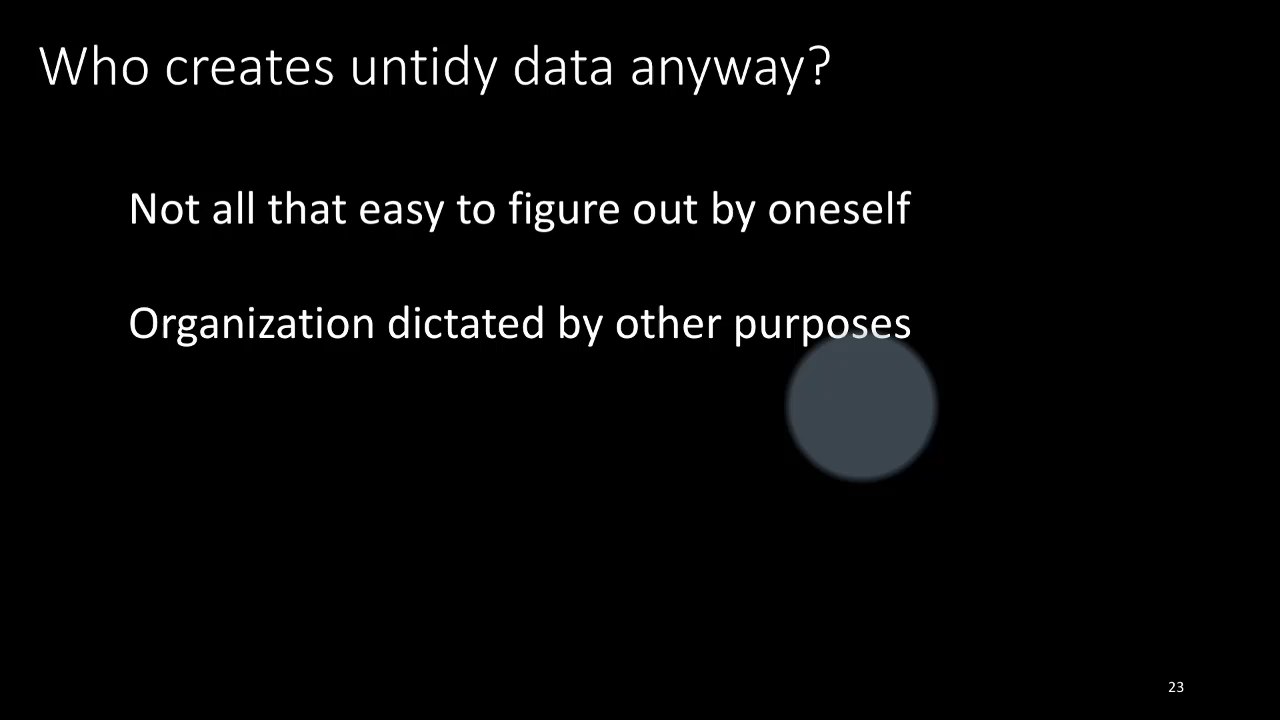 Who creates untidy data anyway?
Not all that easy to figure out by oneself
Organization dictated by other purposes
23